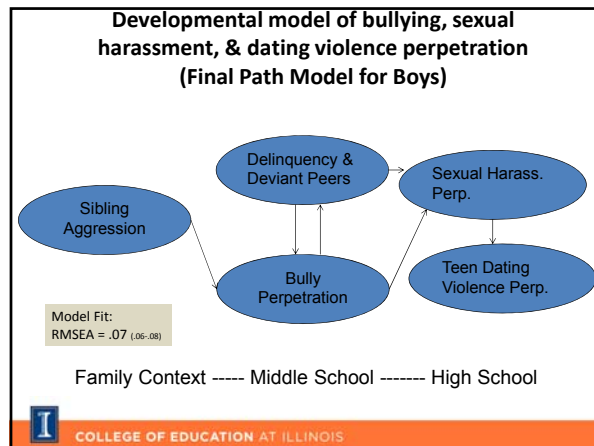 Developmental model of bullying, sexual
harassment, & dating violence perpetration
(Final Path Model for Boys)
Delinquency &
Deviant Peers
Sexual Harass.
Perp.
Sibling
Aggression
Bully
Perpetration
Teen Dating
Violence Perp.
Model Fit:
RMSEA = .07 (.06-.08)
Family Context ----- Middle School ------- High School
I COLLEGE OF EDUCATION AT ILLINOIS